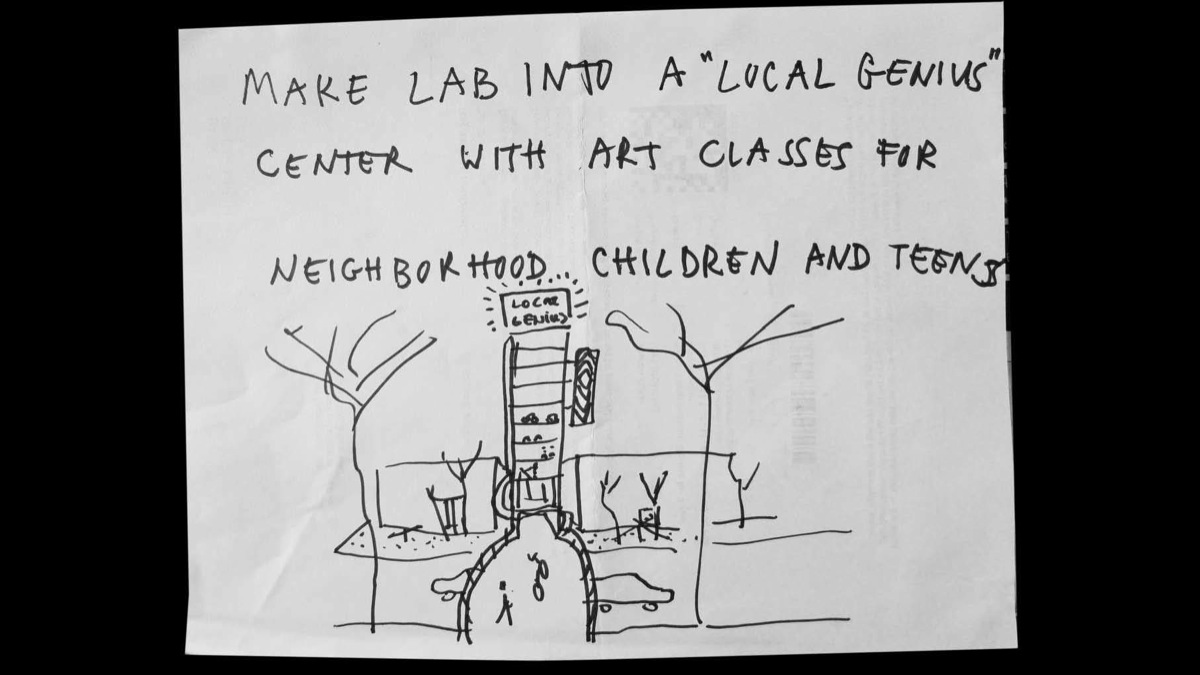 MAKE LAB INTO A "LOCAL GENIUS"
CENTER WITH ART CLASSES FOR
NEIGHBORHOOD... CHILDREN AND TEENS
LOCAL
GENIUS